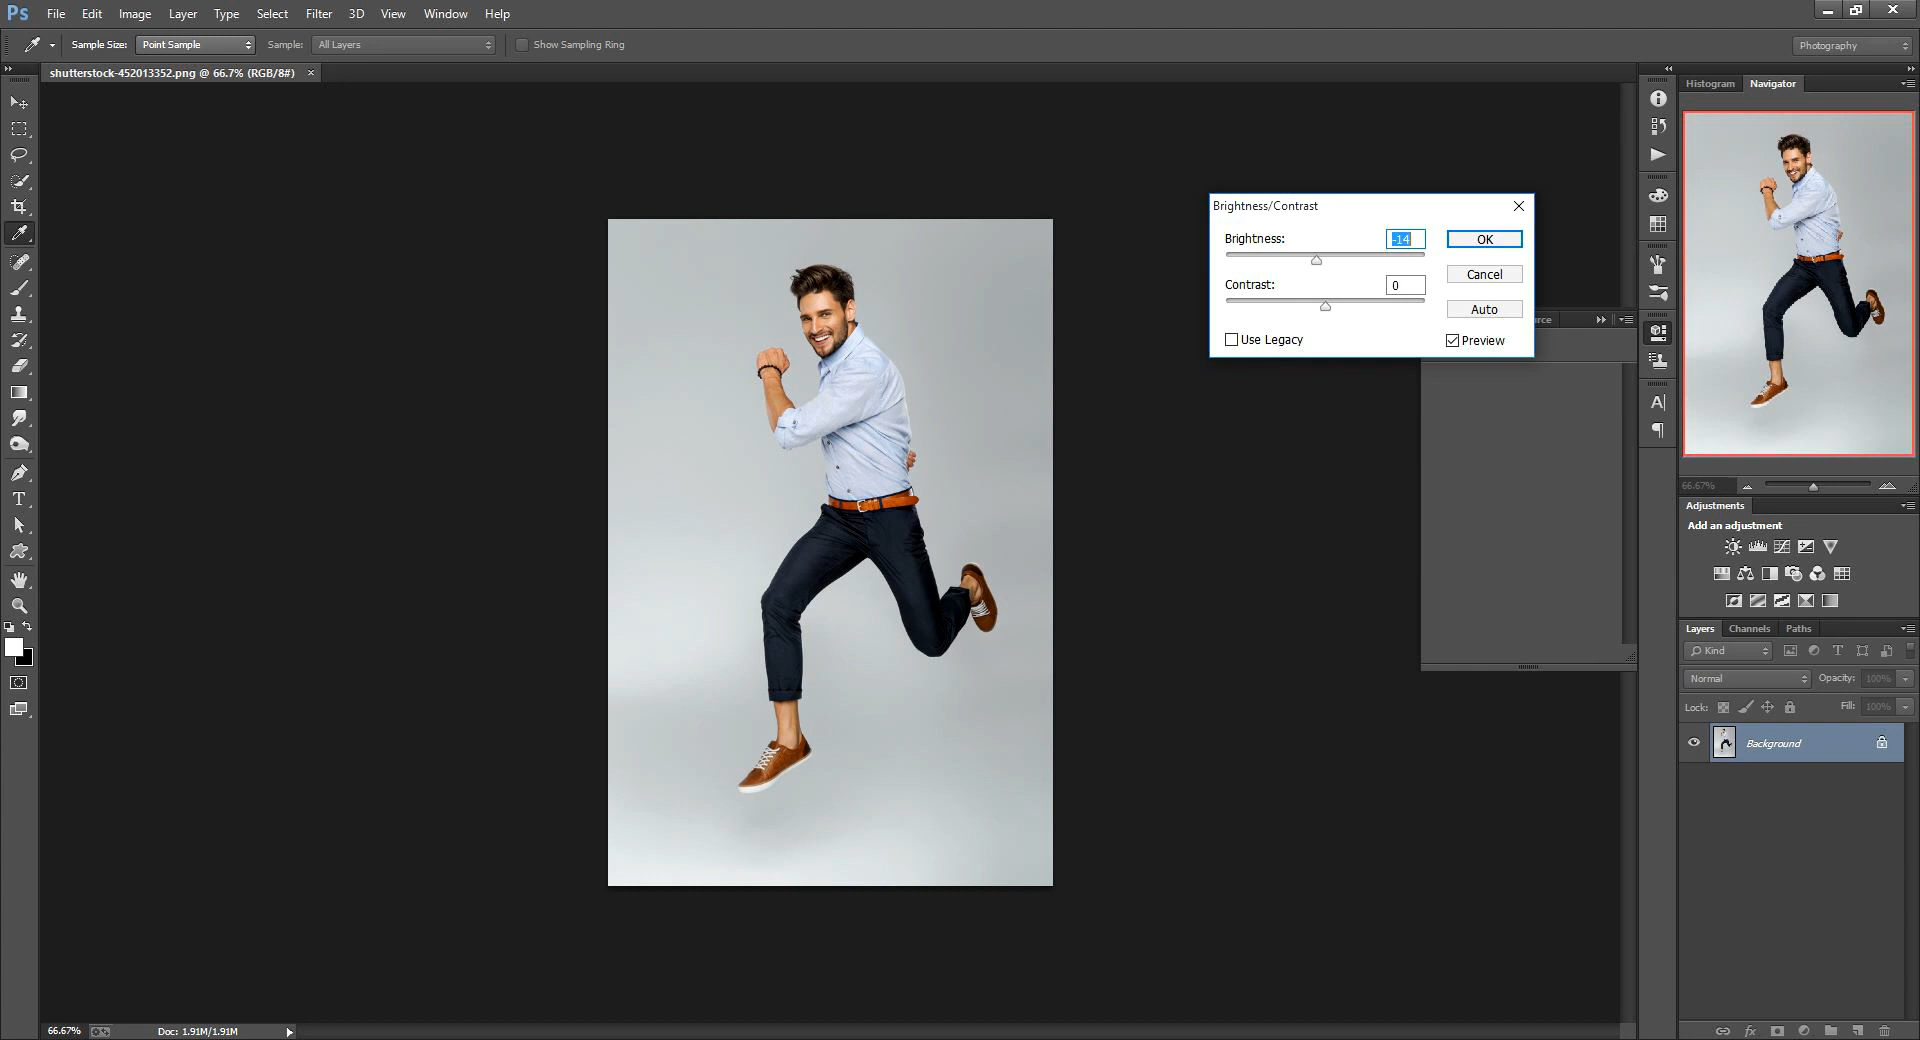 Ps File Edit Image Layer Type Select Filter 3D View Window Help
Sample Size: Point Sample Sample: All Layers Show Sampling Ring Photography
shutterstock-452013352.png @ 66.7% (RGB/8#) ×
Histogram Navigator
Brightness/Contrast
Brightness: -14 OK
Cancel
Contrast: 0
Auto
Use Legacy Preview
66.67%
Adjustments
Add an adjustment
Layers Channels Paths
Kind T
Normal Opacity: 100%
Lock: Fill: 100%
Background
66.67% Doc: 1.91M/1.91M
fx